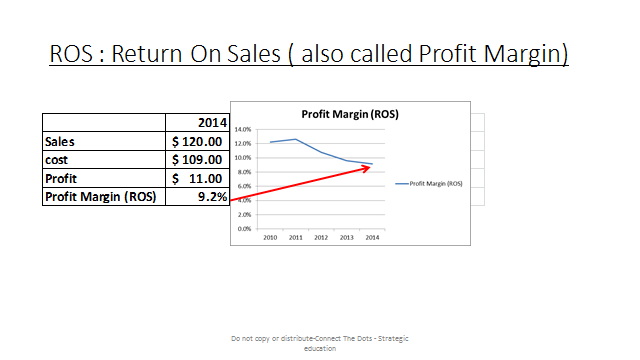 ROS : Return On Sales ( also called Profit Margin)
2014
Sales $ 120.00
cost $ 109.00
Profit $ 11.00
Profit Margin (ROS) 9.2%
Profit Margin (ROS)
14.0%
12.0%
10.0%
8.0%
6.0%
4.0%
2.0%
0.0%
2010 2011 2012 2013 2014
Profit Margin (ROS)
Do not copy or distribute-Connect The Dots - Strategic
education